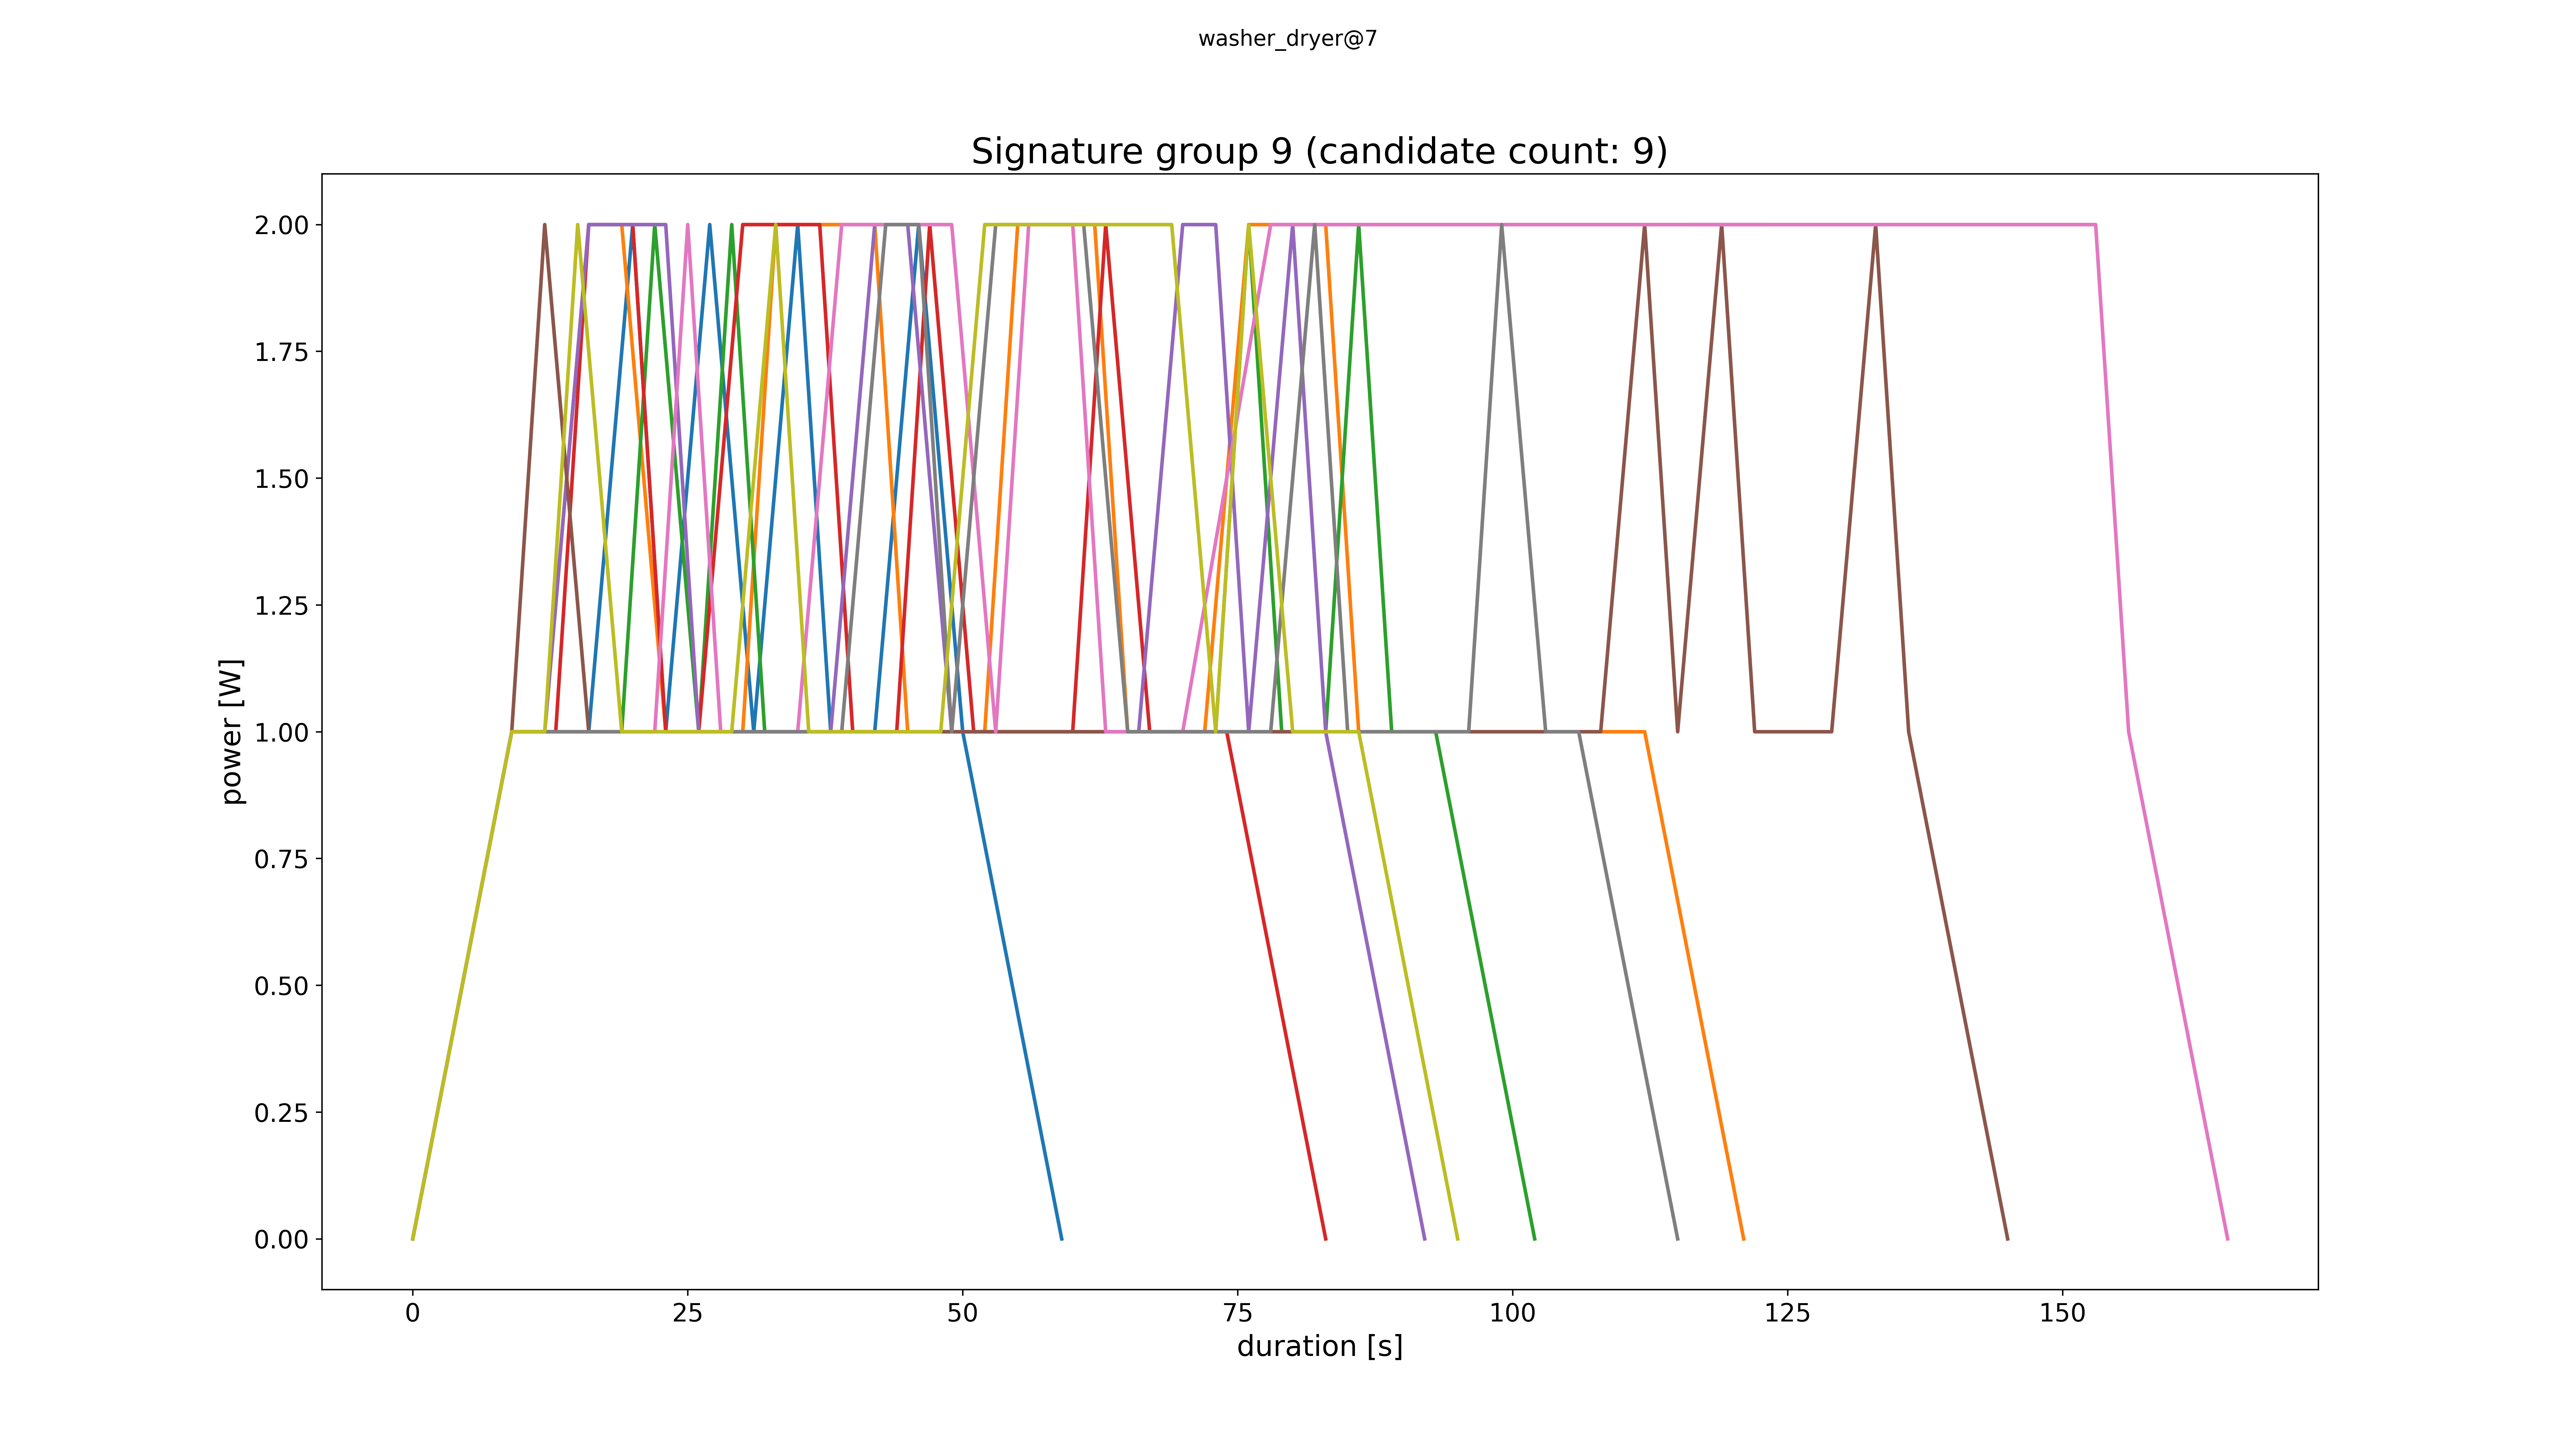 washer_dryer@7
Signature group 9 (candidate count: 9)
2.00
1.75
1.50
1.25
1.00
0.75
0.50
0.25
0.00
power [W]
0 25 50 75 100 125 150
duration [s]